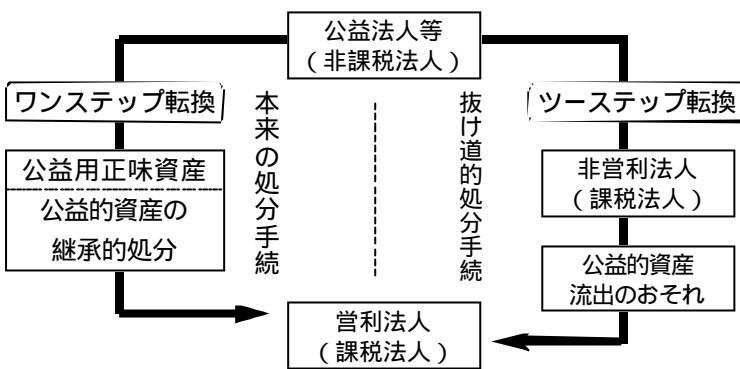 公益法人等
（非課税法人）
ワンステップ転換
本来の処分手続
抜け道的処分手続
ツーステップ転換
公益用正味資産
公益的資産の
継承的処分
非営利法人
（課税法人）
公益的資産
流出のおそれ
営利法人
（課税法人）